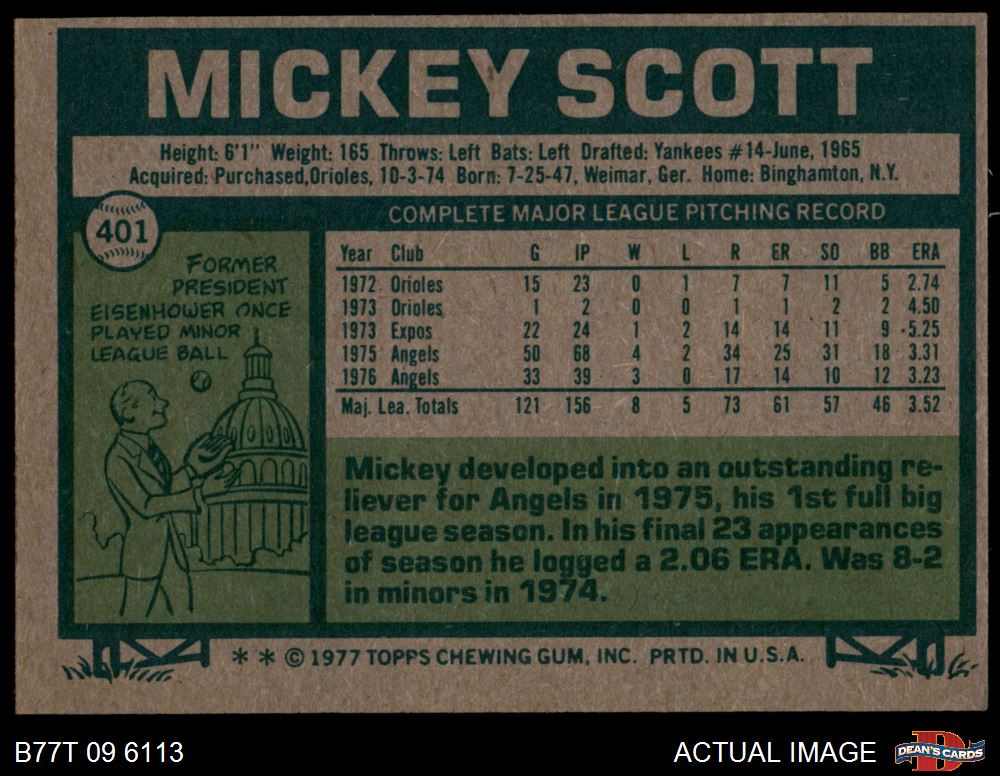 MICKEY SCOTT
Height: 6'1" Weight: 165 Throws: Left Bats: Left Drafted: Yankees #14-June, 1965
Acquired: Purchased,Orioles, 10-3-74 Born: 7-25-47, Weimar, Ger. Home: Binghamton, N.Y.
401
FORMER
PRESIDENT
EISENHOWER ONCE
PLAYED MINOR
LEAGUE BALL
COMPLETE MAJOR LEAGUE PITCHING RECORD
Year Club G IP W L R ER SO BB ERA
1972 Orioles 15 23 0 1 7 7 11 5 2.74
1973 Orioles 1 2 0 0 1 1 2 2 4.50
1973 Expos 22 24 1 2 14 14 11 9 5.25
1975 Angels 50 68 4 2 34 25 31 18 3.31
1976 Angels 33 39 3 0 17 14 10 12 3.23
Maj. Lea. Totals 121 156 8 5 73 61 57 46 3.52
Mickey developed into an outstanding re-
liever for Angels in 1975, his 1st full big
league season. In his final 23 appearances
of season he logged a 2.06 ERA. Was 8-2
in minors in 1974.
* * © 1977 TOPPS CHEWING GUM, INC. PRTD. IN U.S.A.
B77T 09 6113
ACTUAL IMAGE
DEAN'S CARDS